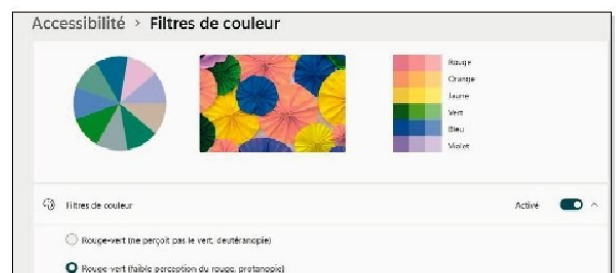 Accessibilité > Filtres de couleur
Rouge
Orange
Jaune
Vert
Bleu
Violet
Filtres de couleur Activé
Rouge-vert (ne perçoit pas le vert, deutéranopie)
Rouge-vert (faible perception du rouge, protanopie)